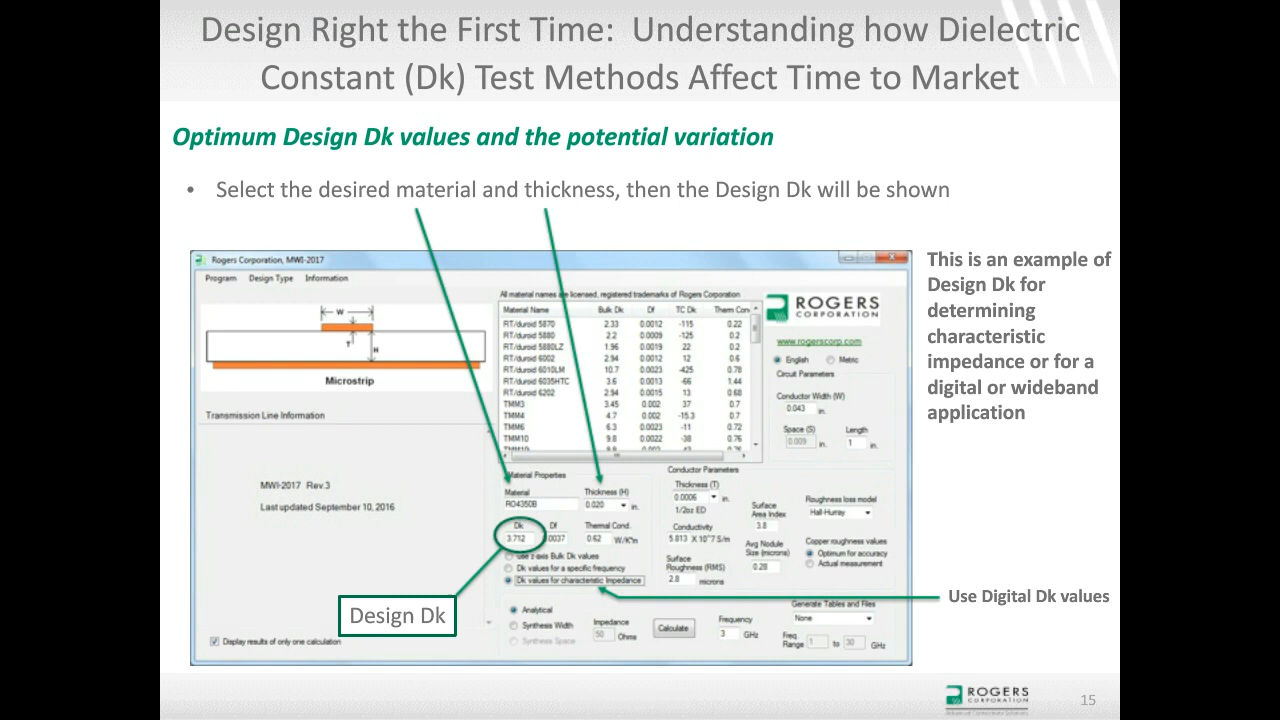 Design Right the First Time:  Understanding how Dielectric
Constant (Dk) Test Methods Affect Time to Market
Optimum Design Dk values and the potential variation
• Select the desired material and thickness, then the Design Dk will be shown
Rogers Corporation, MWI-2017
Program Design Type Information
W
T
H
Microstrip
Transmission Line Information
MWI-2017 Rev.3
Last updated September 10, 2016
Display results of only one calculation
All material names are licensed, registered trademarks of Rogers Corporation
Material Name Bulk Dk Df TC Dk Therm Con
RT/duroid 5870 2.33 0.0012 -115 0.22
RT/duroid 5880 2.2 0.0009 -125 0.2
RT/duroid 5880LZ 1.96 0.0019 22 0.2
RT/duroid 6002 2.94 0.0012 12 0.6
RT/duroid 6010LM 10.7 0.0023 -425 0.78
RT/duroid 6035HTC 3.6 0.0013 -66 1.44
RT/duroid 6202 2.94 0.0015 13 0.68
TMM3 3.45 0.002 37 0.7
TMM4 4.7 0.002 -15.3 0.7
TMM6 6.3 0.0023 -11 0.72
TMM10 9.8 0.0022 -38 0.76
ROGERS
CORPORATION
www.rogerscorp.com
English Metric
Circuit Parameters
Conductor Width (W)
0.043 in.
Space (S) Length
0.009 in. 1 in.
Material Properties
Material Thickness (H)
RO4350B 0.020 in.
Dk Df Thermal Cond.
3.712 .0037 0.62 W/K*m
use z-axis Bulk Dk values
Dk values for a specific frequency
Dk values for characteristic Impedance
Conductor Parameters
Thickness (T)
0.0006 in.
1/2oz ED
Conductivity
5.813 X 10^7 S/m
Surface
Roughness (RMS)
2.8 microns
Surface
Area Index
3.8
Avg Nodule
Size (microns)
0.28
Roughness loss model
Hall-Hurray
Copper roughness values
Optimum for accuracy
Actual measurement
Analytical
Synthesis Width
Synthesis Space
Impedance
50 Ohms
Calculate
Frequency
3 GHz
Generate Tables and Files
None
Freq.
Range 1 to 30 GHz
Design Dk
This is an example of
Design Dk for
determining
characteristic
impedance or for a
digital or wideband
application
Use Digital Dk values
ROGERS
CORPORATION
Advanced Connectivity Solutions
15